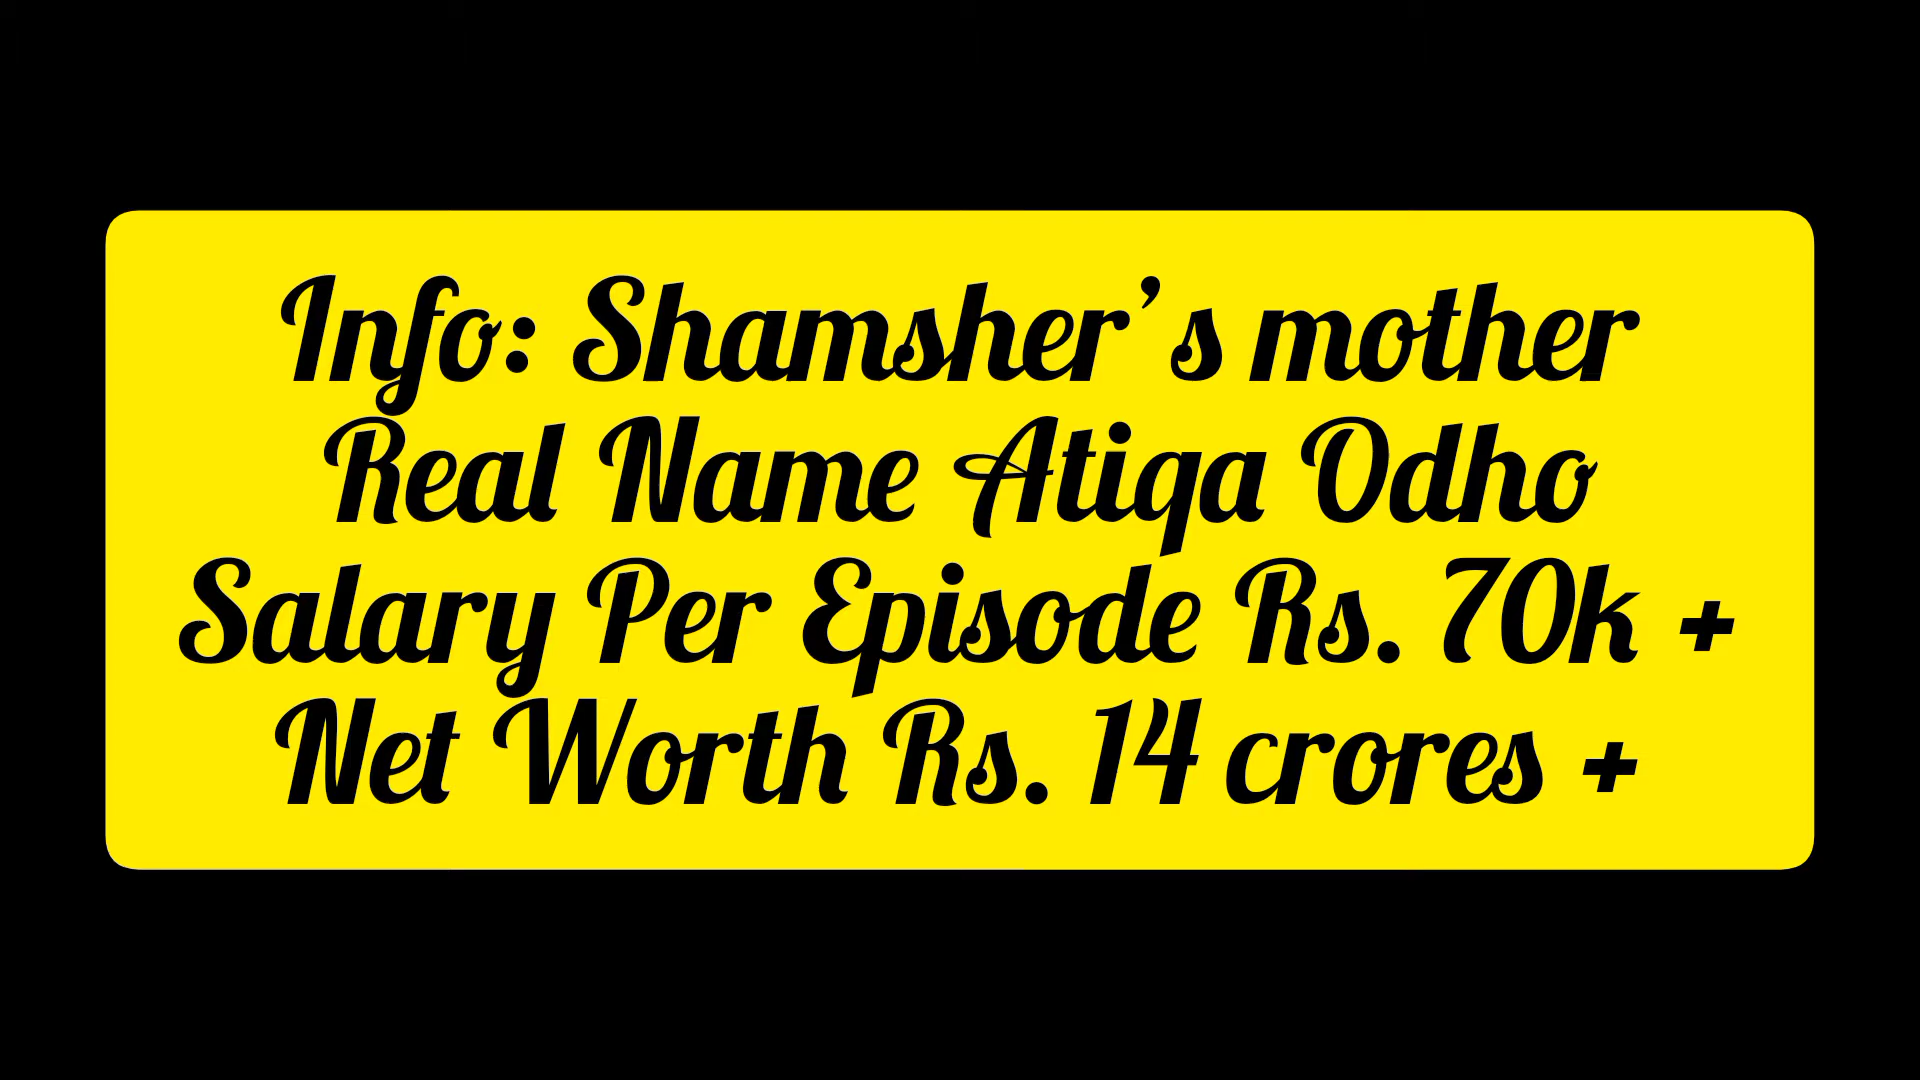 Info: Shamsher’s mother
Real Name Atiqa Odho
Salary Per Episode Rs. 70k +
Net Worth Rs. 14 crores +